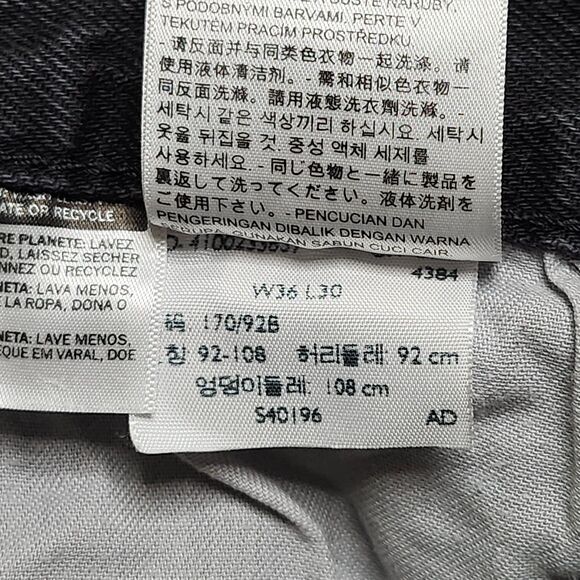 S PODOBNYMI BARVAMI. PERTE V
TEKUTÉM PRACÍM PROSTŘEDKU.
- 请反面并与同类色衣物一起洗涤。请
使用液体清洁剂。- 需和相似色衣物一
同反面洗滌。請用液態洗衣劑洗滌。-
세탁시 같은 색상끼리 하십시요. 세탁시
옷을 뒤집을 것. 중성 액체 세제를
사용하세요. - 同じ色物と一緒に製品を
裏返して洗ってください。液体洗剤を
ご使用下さい。- PENCUCIAN DAN
PENGERINGAN DIBALIK DENGAN WARNA
SERUPA. GUNAKAN SABUN CUCI CAIR
ATE OF RECYCLE
RE PLANETE: LAVEZ
D, LAISSEZ SECHER
NNEZ OU RECYCLEZ
NETA: LAVA MENOS,
E LA ROPA, DONA O
NETA: LAVE MENOS,
EQUE EM VARAL, DOE
4384
W36 L30
170/92B
92-108 허리둘레: 92 cm
엉덩이둘레: 108 cm
S40196 AD